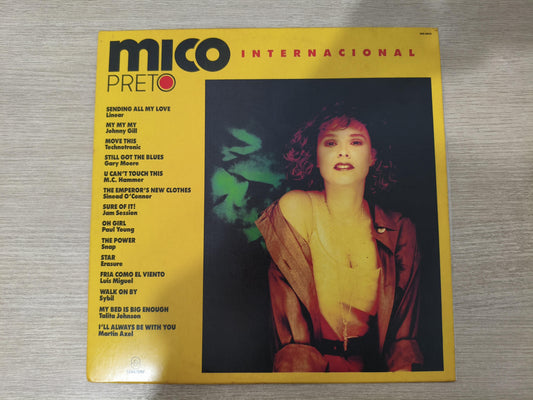 mico
PRETO
INTERNACIONAL
SENDING ALL MY LOVE
Linear
MY MY MY
Johnny Gill
MOVE THIS
Technotronic
STILL GOT THE BLUES
Gary Moore
U CAN'T TOUCH THIS
M.C. Hammer
THE EMPEROR'S NEW CLOTHES
Sinead O'Connor
SURE OF IT!
Jam Session
OH GIRL
Paul Young
THE POWER
Snap
STAR
Erasure
FRIA COMO EL VIENTO
Luis Miguel
WALK ON BY
Sybil
MY BED IS BIG ENOUGH
Talita Johnson
I'LL ALWAYS BE WITH YOU
Martin Axel